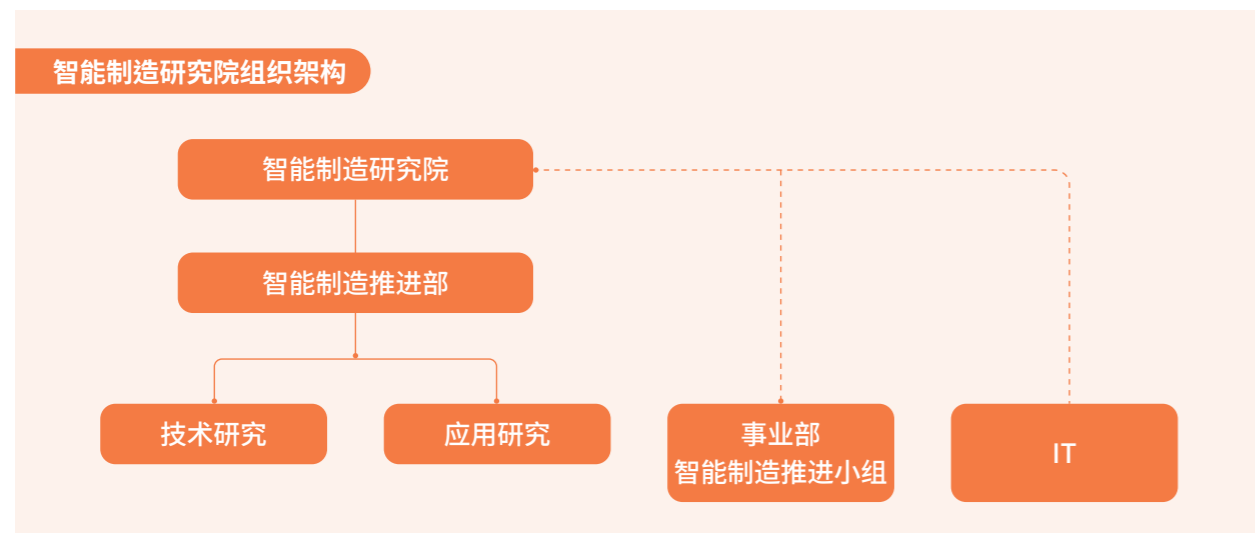 智能制造研究院组织架构
智能制造研究院
智能制造推进部
技术研究
应用研究
事业部
智能制造推进小组
IT